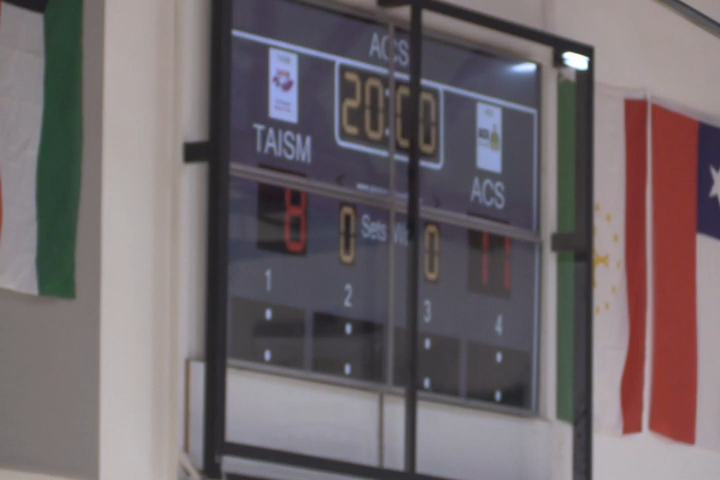 ACS
20:00
TAISM
ACS
8 0 Sets 0 11
1 2 3 4